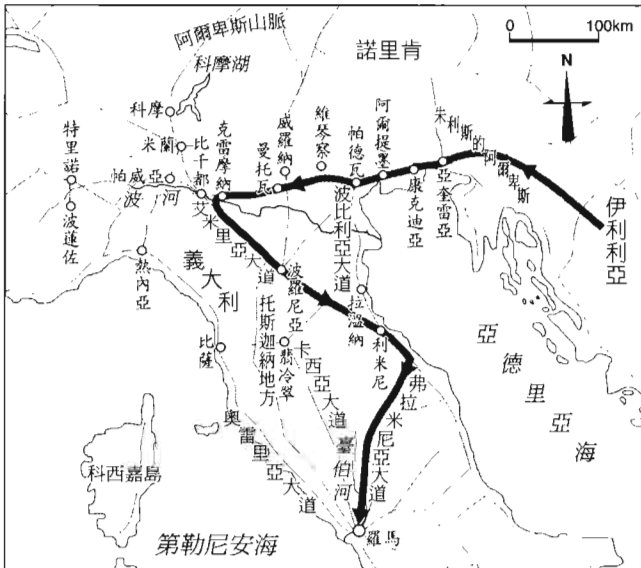 0 100km
N
阿爾卑斯山脈
科摩湖
諾里肯
科摩
米蘭
特里諾
波蓮佐
帕威亞
波河
比千都
克雷摩納
曼托瓦
威羅納
維琴察
帕德瓦
阿爾提諾
康克迪亞
亞奎雷亞
朱利斯的阿爾卑斯
伊利利亞
熱內亞
義大利
艾米里亞大道
波比利亞大道
波羅尼亞
拉溫納
利米尼
托斯迦納地方
翡冷翠
卡西亞大道
比薩
弗拉米尼亞大道
臺伯河
奧雷里亞大道
亞德里亞海
科西嘉島
第勒尼安海
羅馬